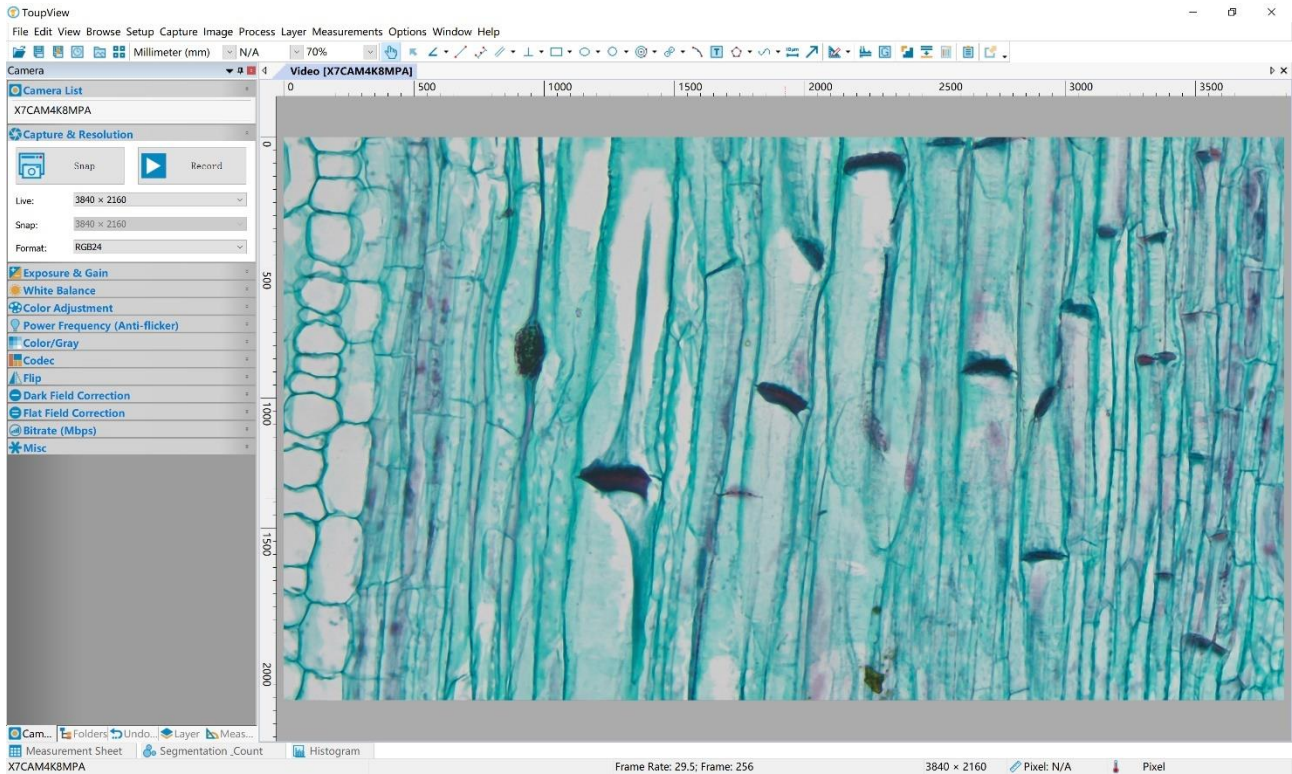 ToupView
File Edit View Browse Setup Capture Image Process Layer Measurements Options Window Help
Millimeter (mm) N/A 70%
Camera
Video [X7CAM4K8MPA]
Camera List
X7CAM4K8MPA
Capture & Resolution
Snap Record
Live: 3840 × 2160
Snap: 3840 × 2160
Format: RGB24
Exposure & Gain
White Balance
Color Adjustment
Power Frequency (Anti-flicker)
Color/Gray
Codec
Flip
Dark Field Correction
Flat Field Correction
Bitrate (Mbps)
Misc
0 500 1000 1500 2000 2500 3000 3500
0
500
1000
1500
2000
Cam... Folders Undo... Layer Meas...
Measurement Sheet Segmentation _Count Histogram
X7CAM4K8MPA Frame Rate: 29.5; Frame: 256 3840 × 2160 Pixel: N/A Pixel